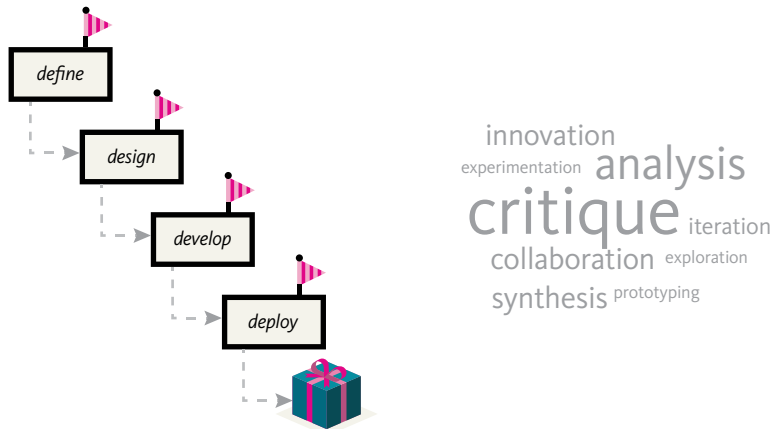 define
design
develop
deploy
innovation
experimentation analysis
critique iteration
collaboration exploration
synthesis prototyping